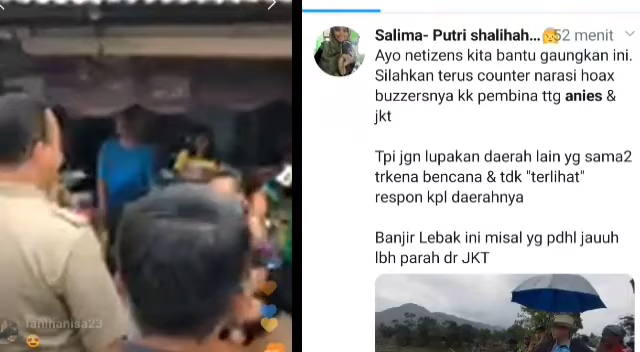 ranihanisa23
Salima- Putri shalihah... 52 menit
Ayo netizens kita bantu gaungkan ini.
Silahkan terus counter narasi hoax
buzzersnya kk pembina ttg anies &
jkt
Tpi jgn lupakan daerah lain yg sama2
trkena bencana & tdk "terlihat"
respon kpl daerahnya
Banjir Lebak ini misal yg pdhl jauuh
lbh parah dr JKT